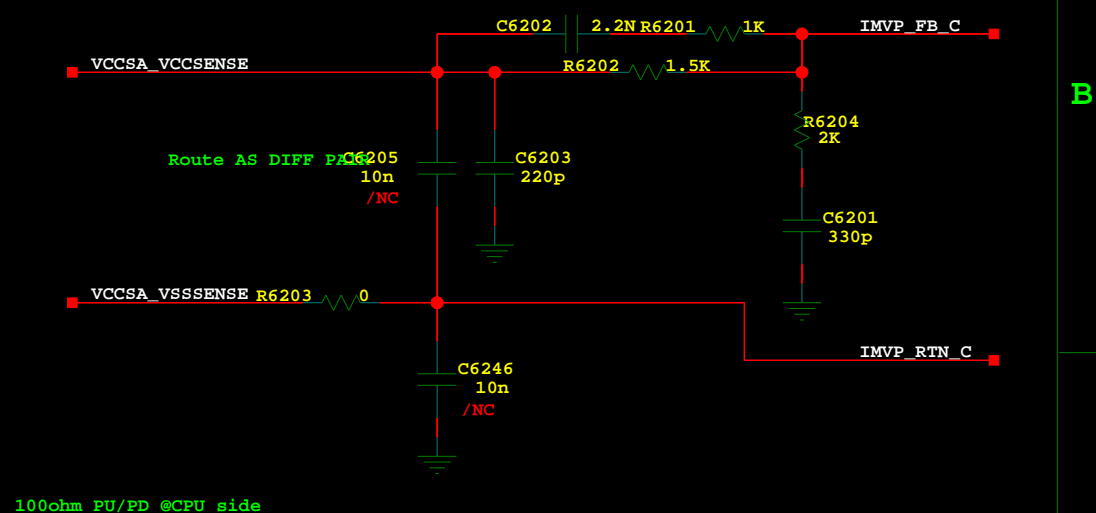 C6202 2.2N R6201 1K IMVP_FB_C
VCCSA_VCCSENSE R6202 1.5K
B
R6204
2K
Route AS DIFF PAIR C6205 C6203
10n 220p
/NC
C6201
330p
VCCSA_VSSSENSE R6203 0
IMVP_RTN_C
C6246
10n
/NC
100ohm PU/PD @CPU side